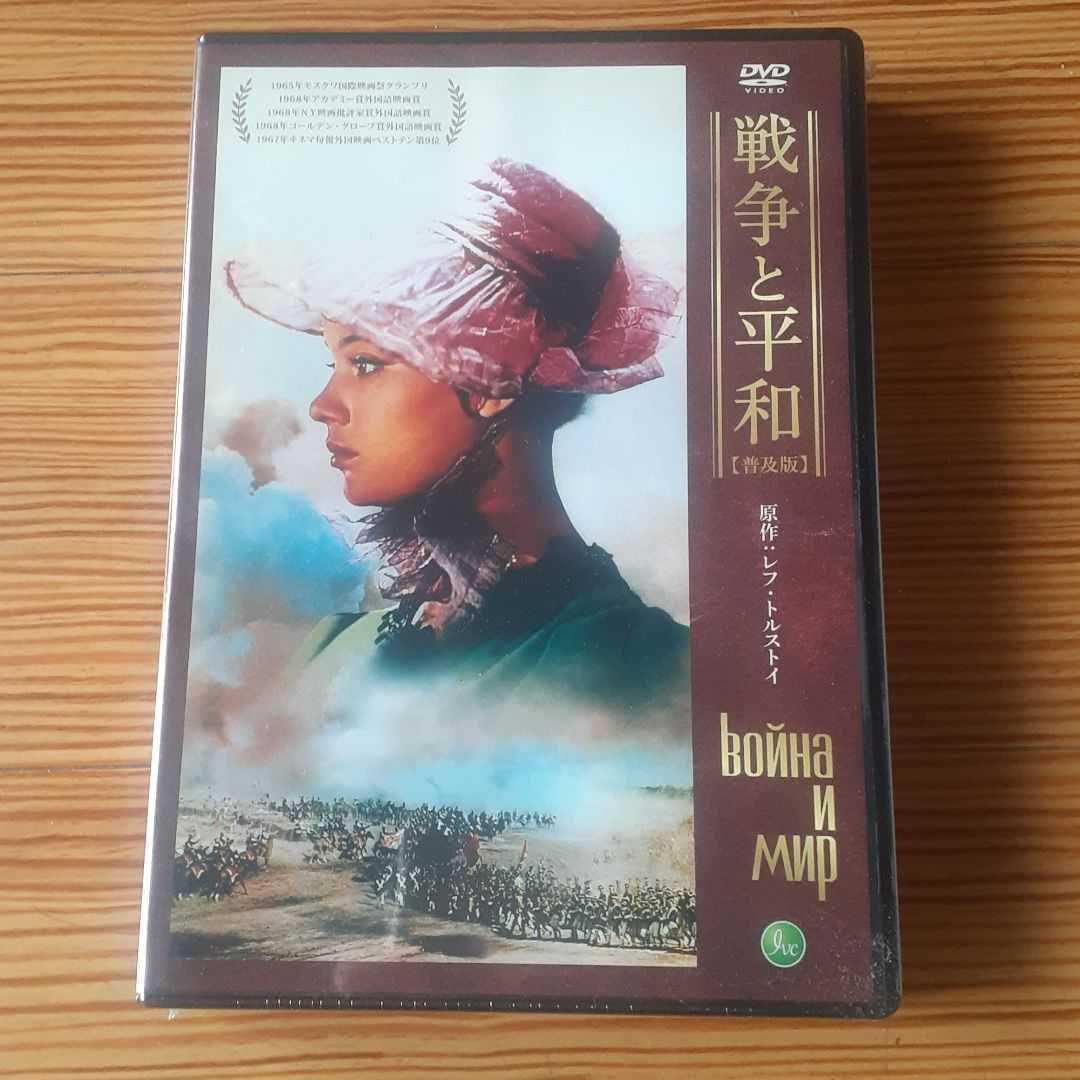 1965年モスクワ国際映画祭グランプリ
1968年アカデミー賞外国語映画賞
1968年NY映画批評家賞外国語映画賞
1968年ゴールデン・グローブ賞外国語映画賞
1967年キネマ旬報外国映画ベストテン第9位
DVD
VIDEO
戦争と平和
【普及版】
原作:レフ・トルストイ
война
и
мир
IVC